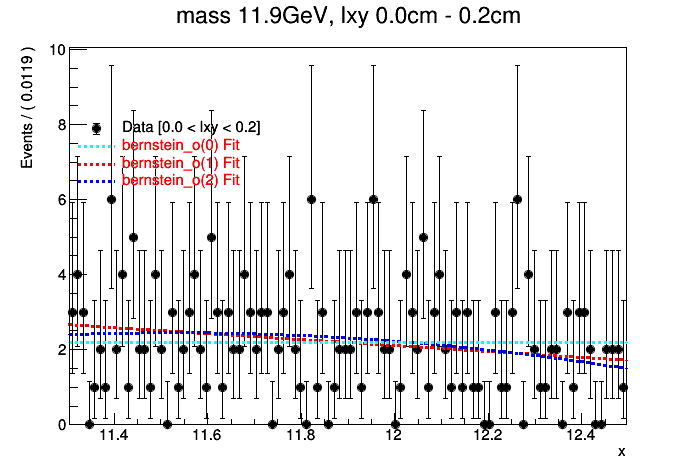 mass 11.9GeV, lxy 0.0cm - 0.2cm
Events / ( 0.0119 )
10
8
6
4
2
0
Data [0.0 < lxy < 0.2]
bernstein_o(0) Fit
bernstein_o(1) Fit
bernstein_o(2) Fit
11.4 11.6 11.8 12 12.2 12.4
x